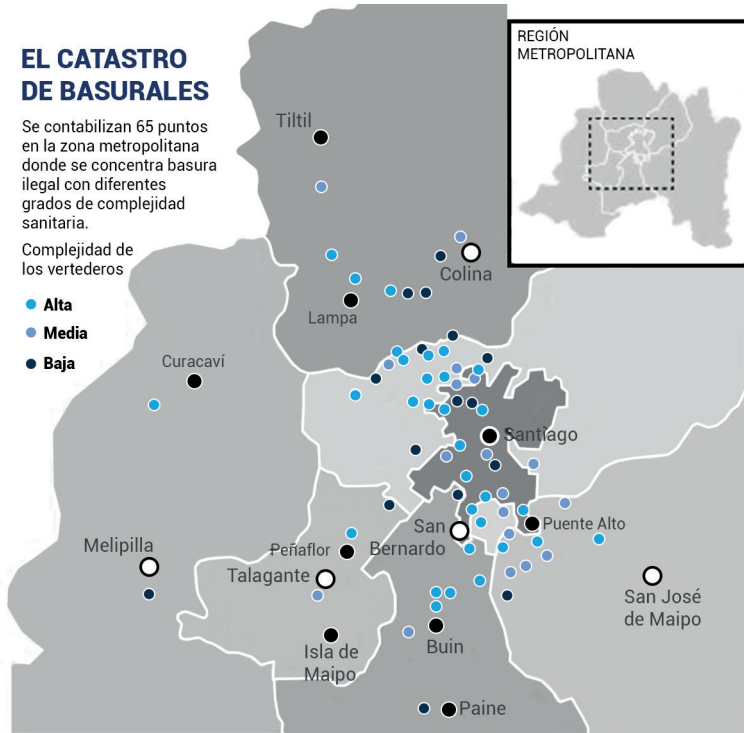 EL CATASTRO
DE BASURALES
Se contabilizan 65 puntos
en la zona metropolitana
donde se concentra basura
ilegal con diferentes
grados de complejidad
sanitaria.
Complejidad de
los vertederos
Alta
Media
Baja
REGIÓN
METROPOLITANA
Tiltil
Colina
Lampa
Curacaví
Santiago
Puente Alto
San
Bernardo
Melipilla
Peñaflor
Talagante
San José
de Maipo
Isla de
Maipo
Buin
Paine